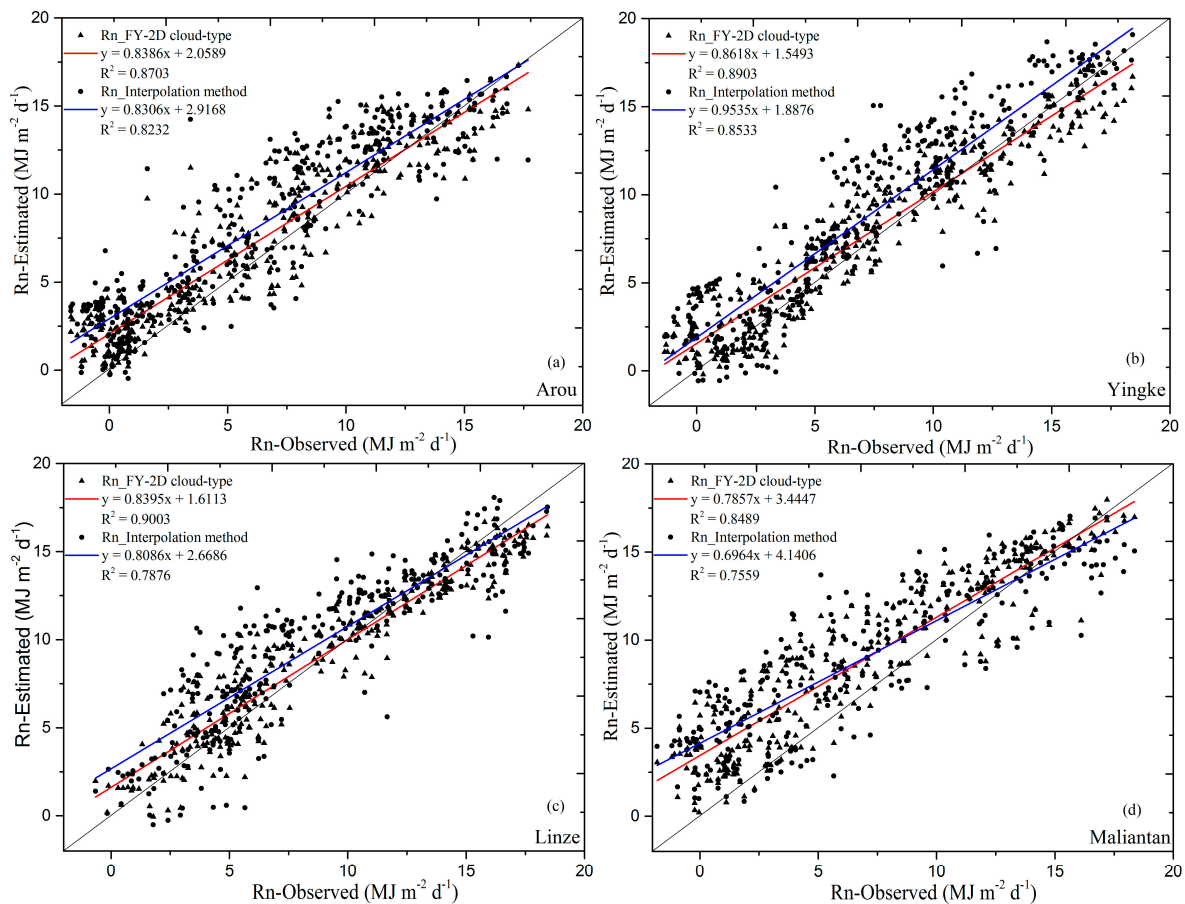 20
15
10
5
0
Rn-Estimated (MJ m⁻² d⁻¹)
Rn_FY-2D cloud-type
y = 0.8386x + 2.0589
R² = 0.8703
Rn_Interpolation method
y = 0.8306x + 2.9168
R² = 0.8232
(a)
Arou
0 5 10 15 20
Rn-Observed (MJ m⁻² d⁻¹)
20
15
10
5
0
Rn-Estimated (MJ m⁻² d⁻¹)
Rn_FY-2D cloud-type
y = 0.8618x + 1.5493
R² = 0.8903
Rn_Interpolation method
y = 0.9535x + 1.8876
R² = 0.8533
(b)
Yingke
0 5 10 15 20
Rn-Observed (MJ m⁻² d⁻¹)
20
15
10
5
0
Rn-Estimated (MJ m⁻² d⁻¹)
Rn_FY-2D cloud-type
y = 0.8395x + 1.6113
R² = 0.9003
Rn_Interpolation method
y = 0.8086x + 2.6686
R² = 0.7876
(c)
Linze
0 5 10 15 20
Rn-Observed (MJ m⁻² d⁻¹)
20
15
10
5
0
Rn-Estimated (MJ m⁻² d⁻¹)
Rn_FY-2D cloud-type
y = 0.7857x + 3.4447
R² = 0.8489
Rn_Interpolation method
y = 0.6964x + 4.1406
R² = 0.7559
(d)
Maliantan
0 5 10 15 20
Rn-Observed (MJ m⁻² d⁻¹)